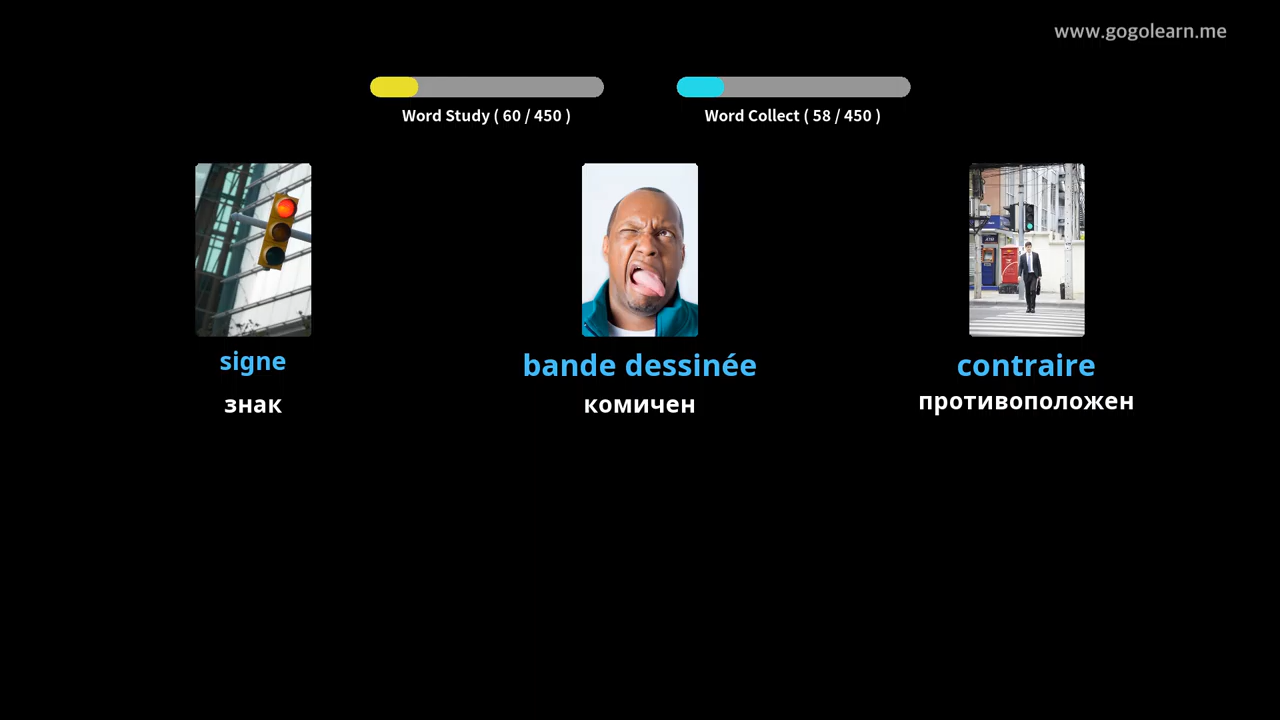 www.gogolearn.me
Word Study ( 60 / 450 )
Word Collect ( 58 / 450 )
signe
bande dessinée
contraire
знак
комичен
противоположен